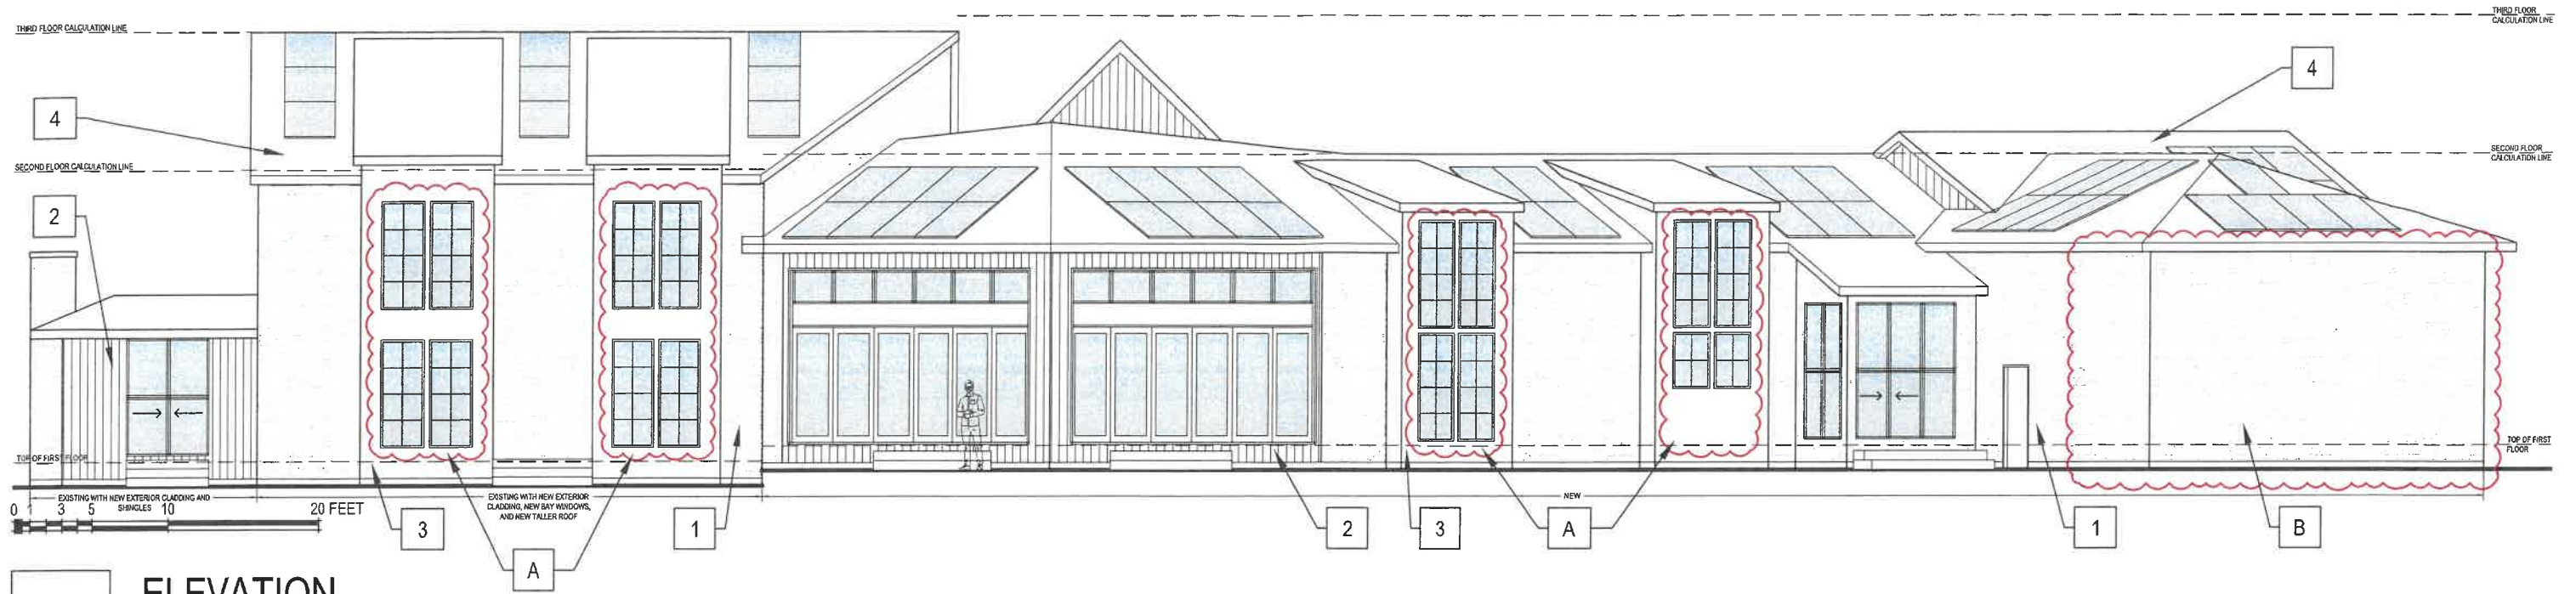 THIRD FLOOR CALCULATION LINE
THIRD FLOOR
CALCULATION LINE
4
4
SECOND FLOOR CALCULATION LINE
SECOND FLOOR
CALCULATION LINE
2
TOP OF FIRST FLOOR
TOP OF FIRST
FLOOR
EXISTING WITH NEW EXTERIOR CLADDING AND
SHINGLES
EXISTING WITH NEW EXTERIOR
CLADDING, NEW BAY WINDOWS,
AND NEW TALLER ROOF
NEW
0 3 5 10 20 FEET
3
1
2
3
A
1
B
A
ELEVATION